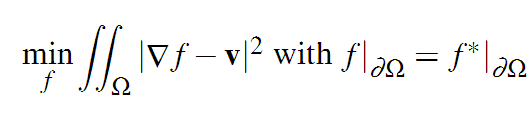 min_f ∬_Ω |∇f − **v**|² with f|_∂Ω = f*|_∂Ω